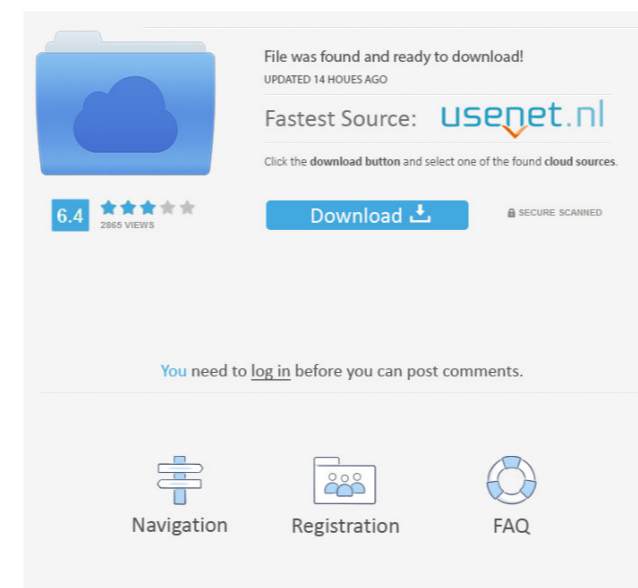 File was found and ready to download!
UPDATED 14 HOUES AGO
Fastest Source: usenet.nl
Click the download button and select one of the found cloud sources.
6.4
2865 VIEWS
Download
SECURE SCANNED
You need to log in before you can post comments.
Navigation
Registration
FAQ